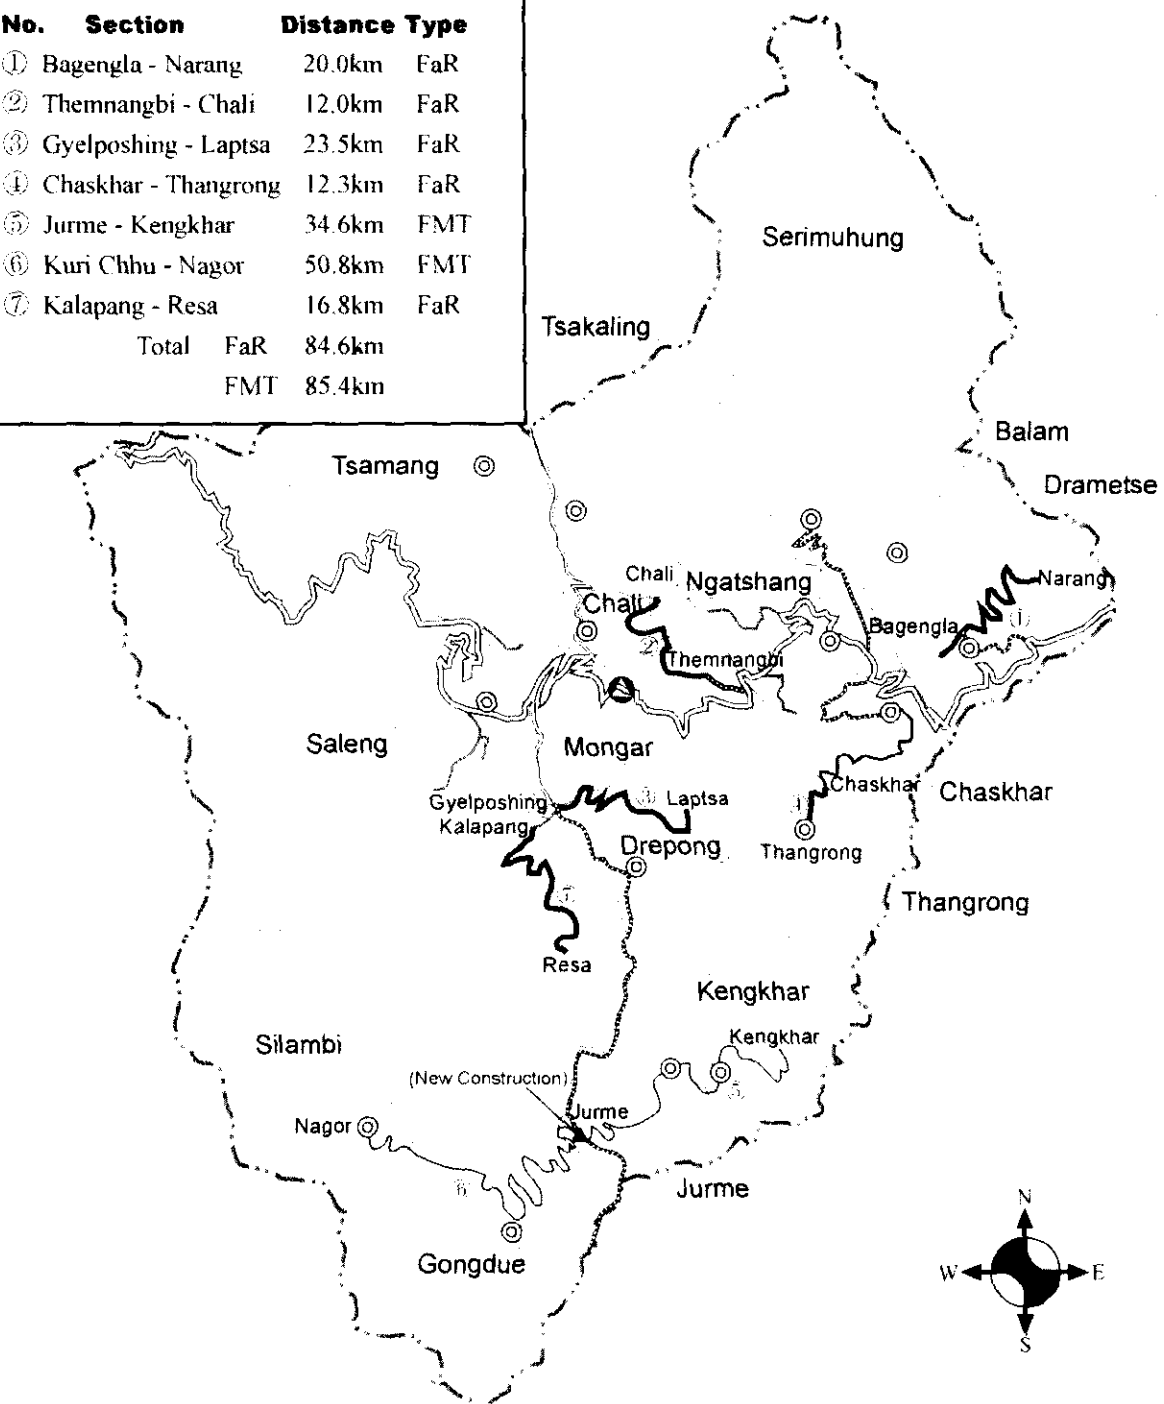 No. Section Distance Type
① Bagengla - Narang 20.0km FaR
② Themnangbi - Chali 12.0km FaR
③ Gyelposhing - Laptsa 23.5km FaR
④ Chaskhar - Thangrong 12.3km FaR
⑤ Jurme - Kengkhar 34.6km FMT
⑥ Kuri Chhu - Nagor 50.8km FMT
⑦ Kalapang - Resa 16.8km FaR
Total FaR 84.6km
FMT 85.4km
Serimuhung
Tsakaling
Balam
Tsamang
Drametse
Chali
Ngatshang
Narang
Chali
①
Bagengla
②
Themnangbi
Saleng
Mongar
Chaskhar
Chaskhar
Gyelposhing
③
Laptsa
④
Kalapang
Drepong
Thangrong
⑦
Thangrong
Resa
Kengkhar
Kengkhar
Silambi
(New Construction)
⑤
Jurme
Nagor
⑥
Jurme
Gongdue
N
W E
S